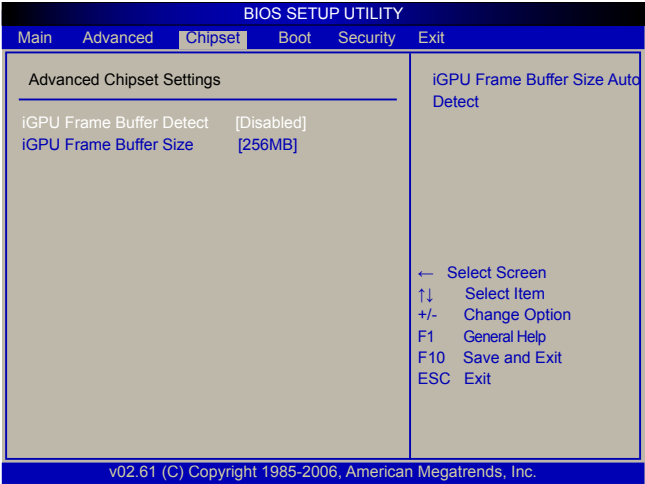 BIOS SETUP UTILITY
Main Advanced Chipset Boot Security Exit
Advanced Chipset Settings
iGPU Frame Buffer Detect [Disabled]
iGPU Frame Buffer Size [256MB]
iGPU Frame Buffer Size Auto
Detect
← Select Screen
↑↓ Select Item
+/- Change Option
F1 General Help
F10 Save and Exit
ESC Exit
v02.61 (C) Copyright 1985-2006, American Megatrends, Inc.